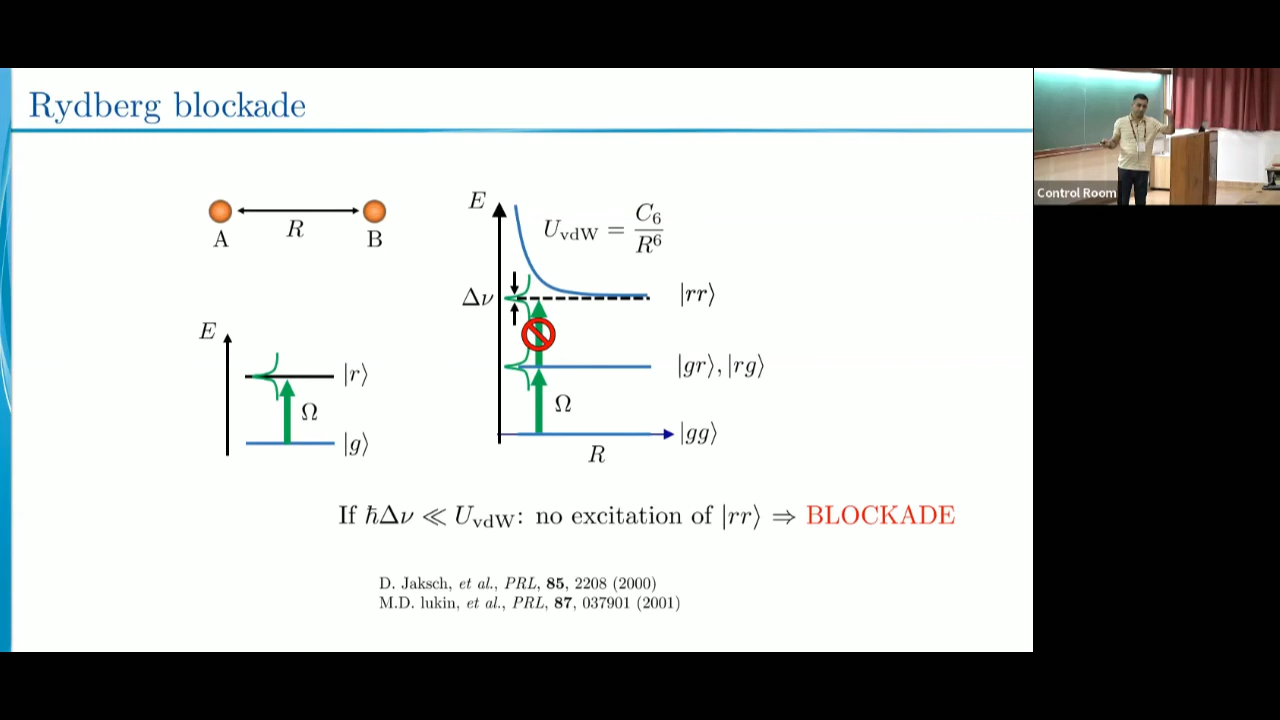 Rydberg blockade
A
R
B
E
|r⟩
Ω
|g⟩
E
U_vdW = C_6/R^6
Δν
|rr⟩
|gr⟩, |rg⟩
Ω
|gg⟩
R
If ħΔν ≪ U_vdW: no excitation of |rr⟩ ⇒ BLOCKADE
D. Jaksch, et al., PRL, 85, 2208 (2000)
M.D. lukin, et al., PRL, 87, 037901 (2001)
Control Room